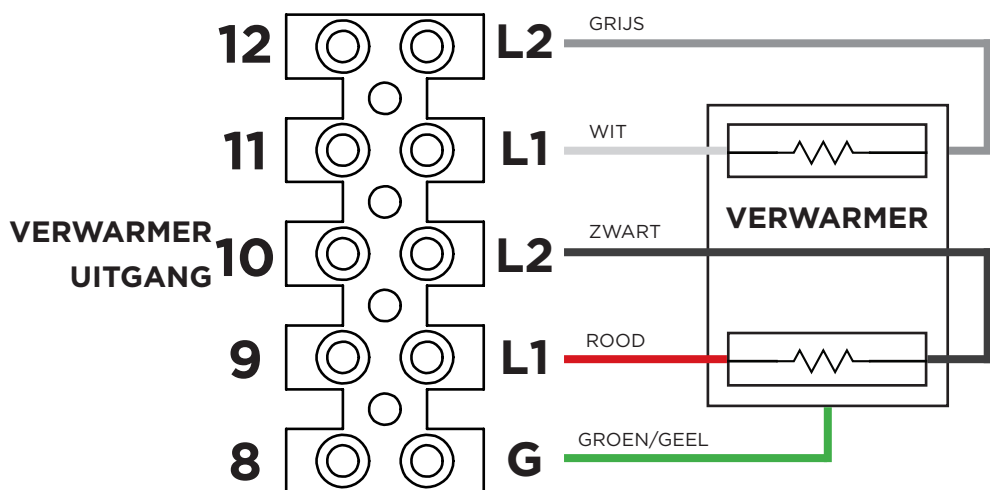 12 L2 GRIJS
11 L1 WIT
VERWARMER
VERWARMER
UITGANG
10 L2 ZWART
9 L1 ROOD
8 G GROEN/GEEL